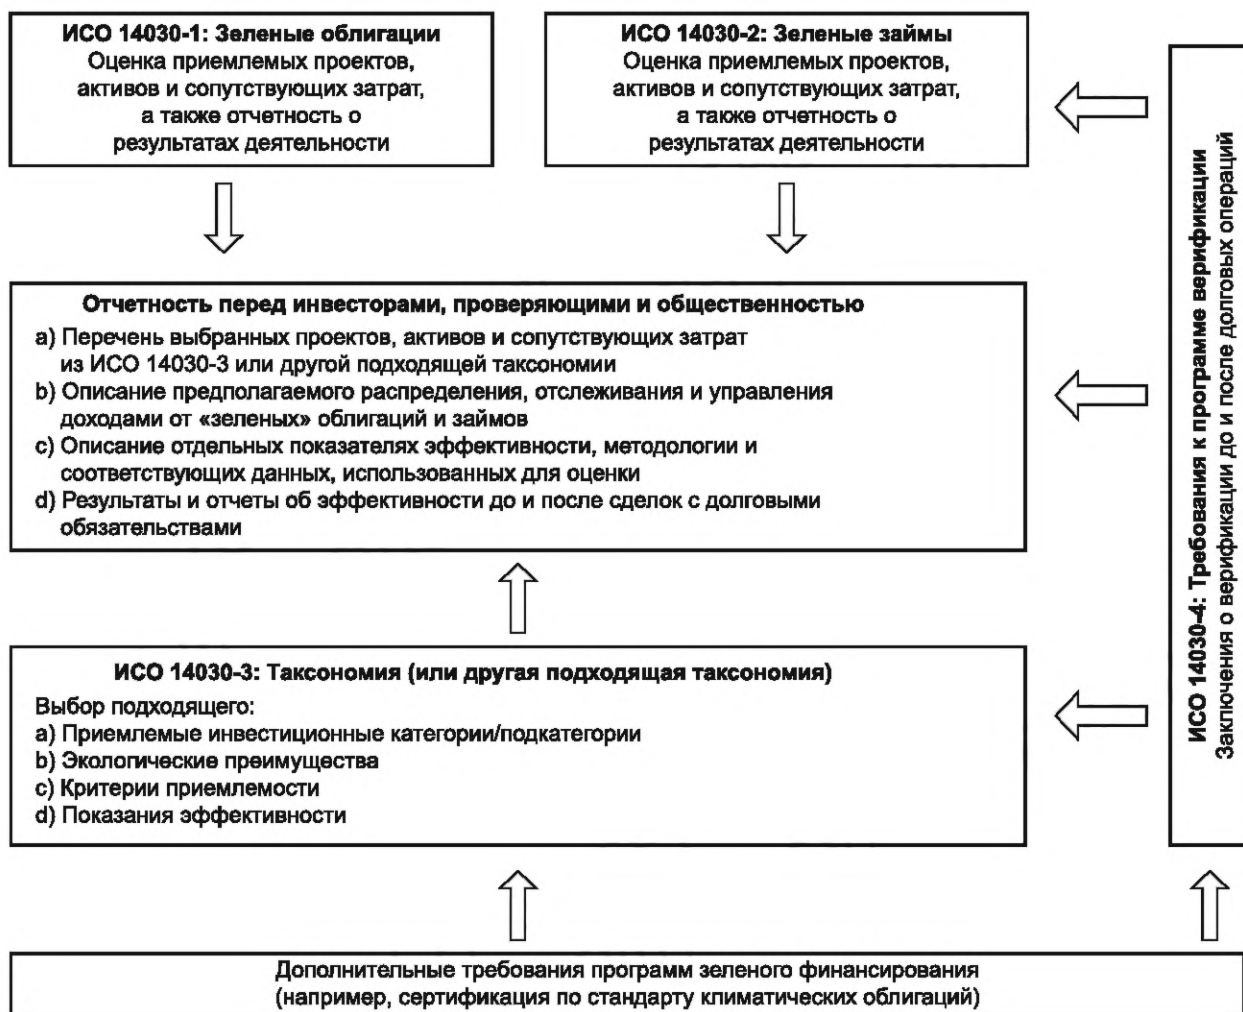 ИСО 14030-1: Зеленые облигации
Оценка приемлемых проектов,
активов и сопутствующих затрат,
а также отчетность о
результатах деятельности
ИСО 14030-2: Зеленые займы
Оценка приемлемых проектов,
активов и сопутствующих затрат,
а также отчетность о
результатах деятельности
Отчетность перед инвесторами, проверяющими и общественностью
a) Перечень выбранных проектов, активов и сопутствующих затрат
из ИСО 14030-3 или другой подходящей таксономии
b) Описание предполагаемого распределения, отслеживания и управления
доходами от «зеленых» облигаций и займов
c) Описание отдельных показателях эффективности, методологии и
соответствующих данных, использованных для оценки
d) Результаты и отчеты об эффективности до и после сделок с долговыми
обязательствами
ИСО 14030-3: Таксономия (или другая подходящая таксономия)
Выбор подходящего:
a) Приемлемые инвестиционные категории/подкатегории
b) Экологические преимущества
c) Критерии приемлемости
d) Показания эффективности
ИСО 14030-4: Требования к программе верификации
Заключения о верификации до и после долговых операций
Дополнительные требования программ зеленого финансирования
(например, сертификация по стандарту климатических облигаций)